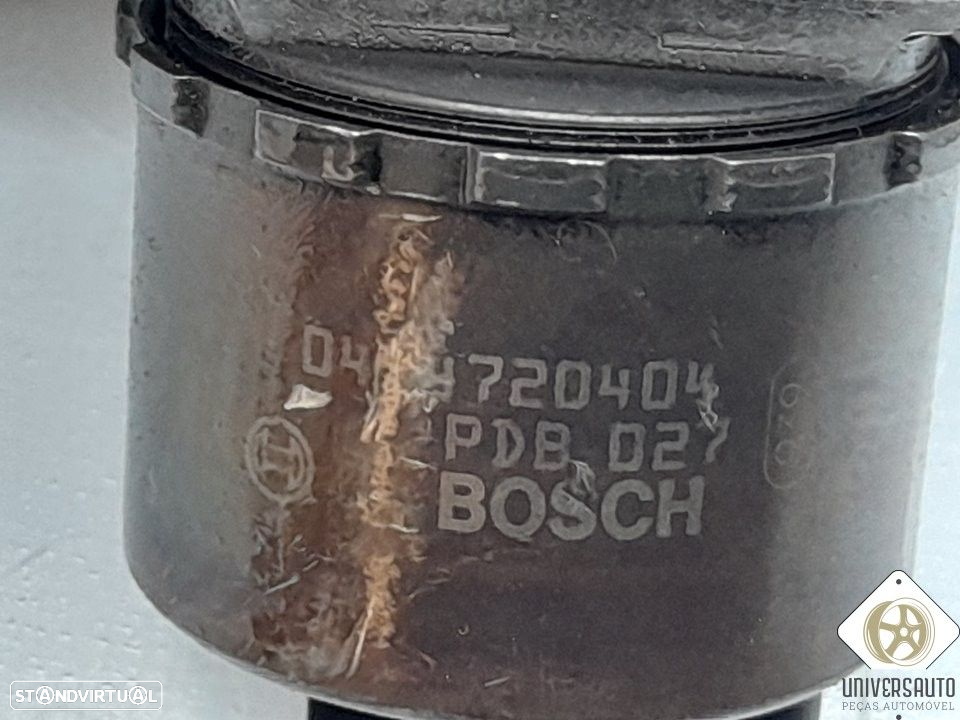 PDB 027
BOSCH
STANDVIRTUAL
UNIVERSAUTO
PEÇAS AUTOMÓVEL